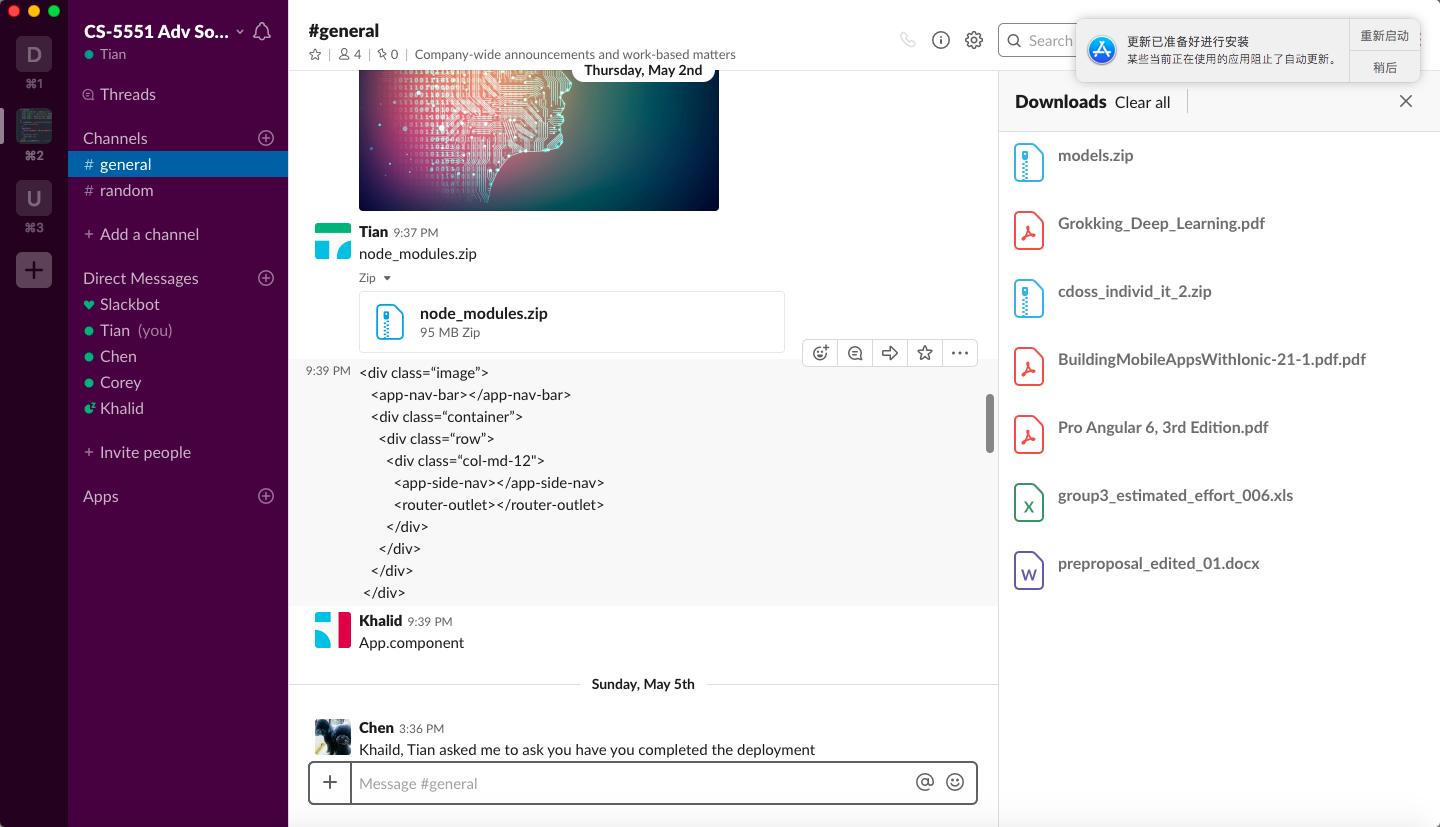 D
⌘1
⌘2
U
⌘3
CS-5551 Adv So...
Tian
Threads
Channels
# general
# random
+ Add a channel
Direct Messages
Slackbot
Tian (you)
Chen
Corey
Khalid
+ Invite people
Apps
#general
4
0
Company-wide announcements and work-based matters
Search
更新已准备好进行安装
某些当前正在使用的应用阻止了自动更新。
重新启动
稍后
Thursday, May 2nd
Tian 9:37 PM
node_modules.zip
Zip
node_modules.zip
95 MB Zip
9:39 PM
<div class=“image”>
<app-nav-bar></app-nav-bar>
<div class=“container”>
<div class=“row”>
<div class=“col-md-12">
<app-side-nav></app-side-nav>
<router-outlet></router-outlet>
</div>
</div>
</div>
</div>
Khalid 9:39 PM
App.component
Sunday, May 5th
Chen 3:36 PM
Khaild, Tian asked me to ask you have you completed the deployment
Message #general
Downloads Clear all
models.zip
Grokking_Deep_Learning.pdf
cdoss_individ_it_2.zip
BuildingMobileAppsWithIonic-21-1.pdf.pdf
Pro Angular 6, 3rd Edition.pdf
X
group3_estimated_effort_006.xls
W
preproposal_edited_01.docx